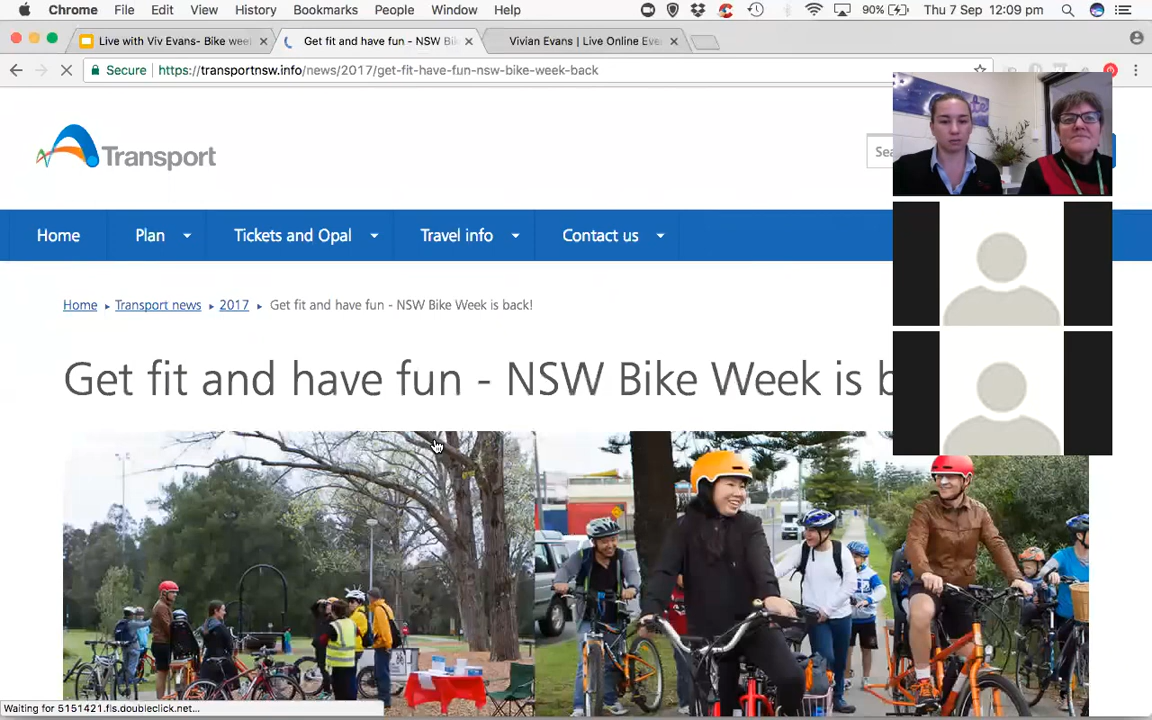 Chrome File Edit View History Bookmarks People Window Help 90% Thu 7 Sep 12:09 pm
Live with Viv Evans- Bike wee Get fit and have fun - NSW Bi Vivian Evans | Live Online Eve
Secure https://transportnsw.info/news/2017/get-fit-have-fun-nsw-bike-week-back
Transport
Sea
Home Plan Tickets and Opal Travel info Contact us
Home Transport news 2017 Get fit and have fun - NSW Bike Week is back!
Get fit and have fun - NSW Bike Week is b
Waiting for 5151421.fls.doubleclick.net...